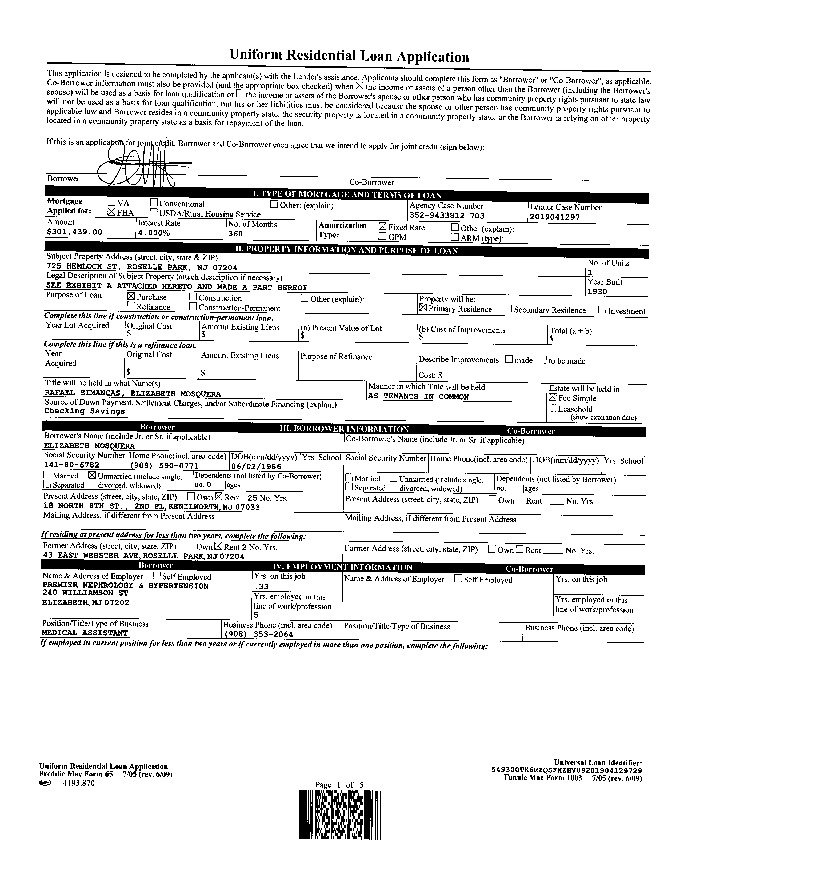 Uniform Residential Loan Application
This application is designed to be completed by the applicant(s) with the Lender's assistance. Applicants should complete this form as "Borrower" or "Co-Borrower", as applicable.
Co-Borrower information must also be provided (and the appropriate box checked) when ☒ the income or assets of a person other than the Borrower (including the Borrower's
spouse) will be used as a basis for loan qualification or ☐ the income or assets of the Borrower's spouse or other person who has community property rights pursuant to state law
will not be used as a basis for loan qualification, but his or her liabilities must be considered because the spouse or other person has community property rights pursuant to
applicable law and Borrower resides in a community property state, the security property is located in a community property state, or the Borrower is relying on other property
located in a community property state as a basis for repayment of the loan.
If this is an application for joint credit, Borrower and Co-Borrower each agree that we intend to apply for joint credit (sign below):
Borrower Co-Borrower
I. TYPE OF MORTGAGE AND TERMS OF LOAN
Mortgage ☐ VA ☐ Conventional ☐ Other (explain): Agency Case Number Lender Case Number
Applied for: ☒ FHA ☐ USDA/Rural Housing Service 352-9433912 703 2019041297
Amount Interest Rate No. of Months Amortization ☒ Fixed Rate ☐ Other (explain):
$301,439.00 4.000% 360 Type: ☐ GPM ☐ ARM (type):
II. PROPERTY INFORMATION AND PURPOSE OF LOAN
Subject Property Address (street, city, state & ZIP) No. of Units
725 HEMLOCK ST, ROSELLE PARK, NJ 07204 1
Legal Description of Subject Property (attach description if necessary) Year Built
SEE EXHIBIT A ATTACHED HERETO AND MADE A PART HEREOF 1930
Purpose of Loan ☒ Purchase ☐ Construction ☐ Other (explain): Property will be:
☐ Refinance ☐ Construction-Permanent ☒ Primary Residence ☐ Secondary Residence ☐ Investment
Complete this line if construction or construction-permanent loan.
Year Lot Acquired Original Cost Amount Existing Liens (a) Present Value of Lot (b) Cost of Improvements Total (a + b)
$ $ $ $ $
Complete this line if this is a refinance loan.
Year Original Cost Amount Existing Liens Purpose of Refinance Describe Improvements ☐ made ☐ to be made
Acquired
$ $ Cost: $
Title will be held in what Name(s) Manner in which Title will be held Estate will be held in
RAFAEL SIMANCAS, ELIZABETH MOSQUERA AS TENANTS IN COMMON ☒ Fee Simple
Source of Down Payment, Settlement Charges, and/or Subordinate Financing (explain) ☐ Leasehold
Checking Savings (show expiration date)
Borrower III. BORROWER INFORMATION Co-Borrower
Borrower's Name (include Jr. or Sr. if applicable) Co-Borrower's Name (include Jr. or Sr. if applicable)
ELIZABETH MOSQUERA
Social Security Number Home Phone(incl. area code) DOB(mm/dd/yyyy) Yrs. School Social Security Number Home Phone(incl. area code) DOB(mm/dd/yyyy) Yrs. School
141-80-6782 (908) 590-0771 06/02/1966
☐ Married ☒ Unmarried (include single, Dependents (not listed by Co-Borrower) ☐ Married ☐ Unmarried (include single, Dependents (not listed by Borrower)
☐ Separated divorced, widowed) no. 0 ages ☐ Separated divorced, widowed) no. ages
Present Address (street, city, state, ZIP) ☐ Own ☒ Rent .25 No. Yrs. Present Address (street, city, state, ZIP) ☐ Own ☐ Rent No. Yrs.
18 NORTH 8TH ST., 2ND FL, KENILWORTH, NJ 07033
Mailing Address, if different from Present Address Mailing Address, if different from Present Address
If residing at present address for less than two years, complete the following:
Former Address (street, city, state, ZIP) ☐ Own ☒ Rent 2 No. Yrs. Former Address (street, city, state, ZIP) ☐ Own ☐ Rent No. Yrs.
43 EAST WEBSTER AVE, ROSELLE PARK, NJ 07204
Borrower IV. EMPLOYMENT INFORMATION Co-Borrower
Name & Address of Employer ☐ Self Employed Yrs. on this job Name & Address of Employer ☐ Self Employed Yrs. on this job
PREMIER NEPHROLOGY & HYPERTENSION .33
240 WILLIAMSON ST Yrs. employed in this Yrs. employed in this
ELIZABETH, NJ 07202 line of work/profession line of work/profession
5
Position/Title/Type of Business Business Phone (incl. area code) Position/Title/Type of Business Business Phone (incl. area code)
MEDICAL ASSISTANT (908) 353-2064
If employed in current position for less than two years or if currently employed in more than one position, complete the following:
Uniform Residential Loan Application Universal Loan Identifier:
Freddie Mac Form 65 7/05 (rev. 6/09)
Fannie Mae Form 1003 7/05 (rev. 6/09)
Page 1 of 5